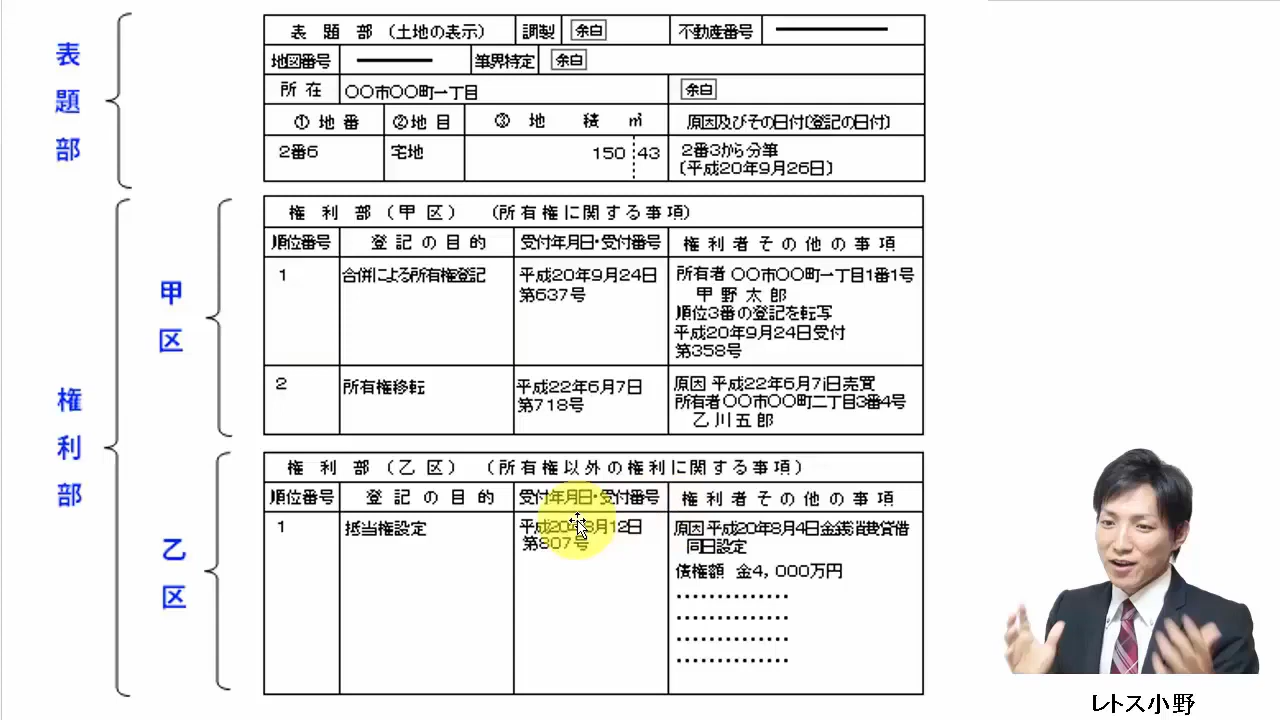 表題部
表題部（土地の表示）
調製
余白
不動産番号
地図番号
筆界特定
余白
所在
〇〇市〇〇町一丁目
余白
①地番
②地目
③地積㎡
原因及びその日付〔登記の日付〕
2番6
宅地
150 43
2番3から分筆
〔平成20年9月26日〕
権利部
甲区
権利部（甲区）（所有権に関する事項）
順位番号
登記の目的
受付年月日・受付番号
権利者その他の事項
1
合併による所有権登記
平成20年9月24日
第637号
所有者 〇〇市〇〇町一丁目1番1号
甲野太郎
順位3番の登記を転写
平成20年9月24日受付
第358号
2
所有権移転
平成22年6月7日
第718号
原因 平成22年6月7日売買
所有者〇〇市〇〇町二丁目3番4号
乙川五郎
乙区
権利部（乙区）（所有権以外の権利に関する事項）
順位番号
登記の目的
受付年月日・受付番号
権利者その他の事項
1
抵当権設定
平成20年8月12日
第807号
原因 平成20年8月4日金銭消費貸借
同日設定
債権額 金4，000万円
レトス小野